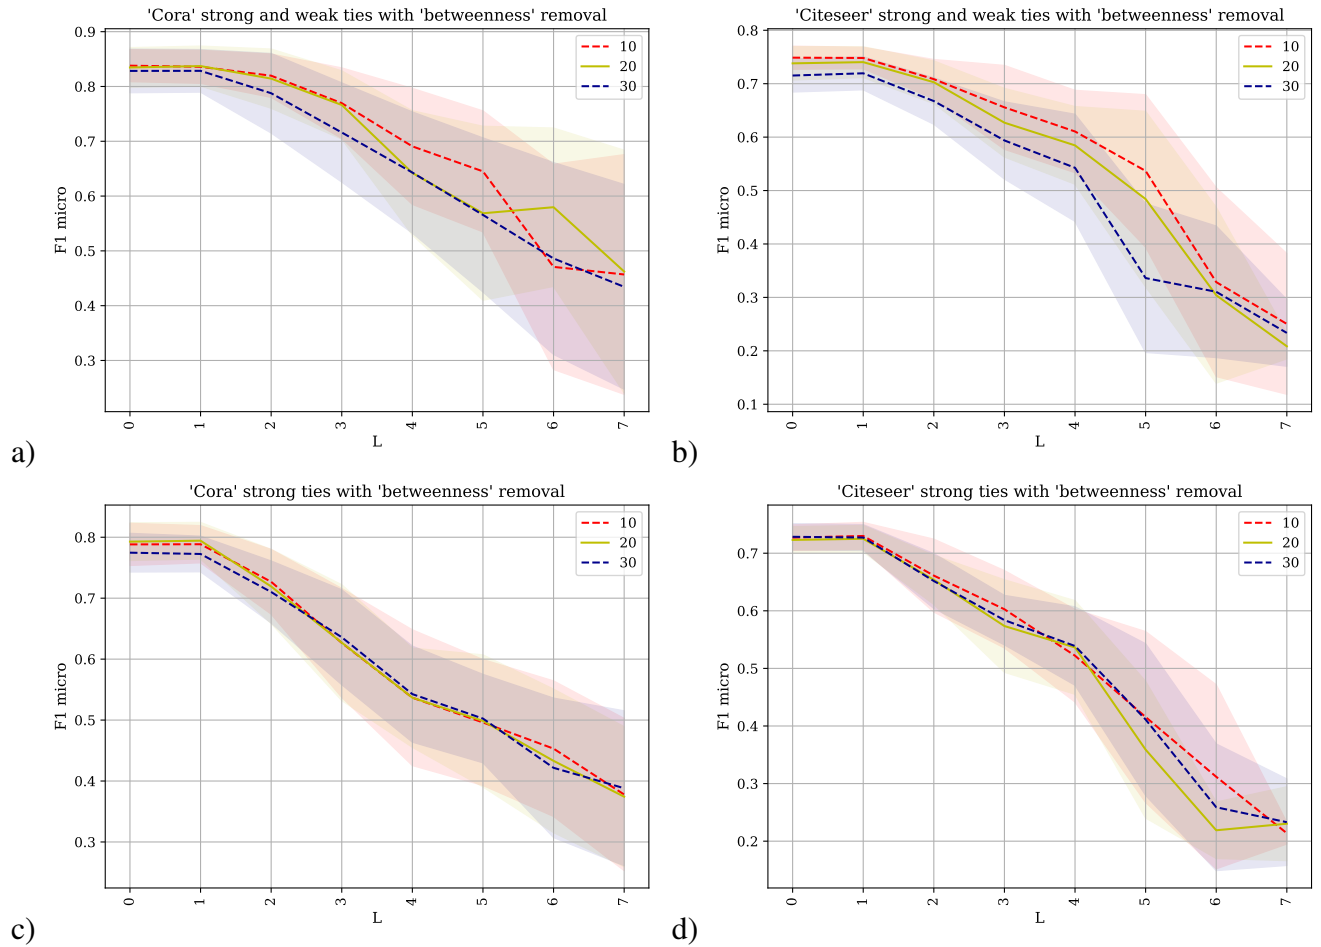 'Cora' strong and weak ties with 'betweenness' removal
0.9
0.8
0.7
0.6
0.5
0.4
0.3
F1 micro
10
20
30
0 1 2 3 4 5 6 7
L
a)
'Citeseer' strong and weak ties with 'betweenness' removal
0.8
0.7
0.6
0.5
0.4
0.3
0.2
0.1
F1 micro
10
20
30
0 1 2 3 4 5 6 7
L
b)
'Cora' strong ties with 'betweenness' removal
0.8
0.7
0.6
0.5
0.4
0.3
F1 micro
10
20
30
0 1 2 3 4 5 6 7
L
c)
'Citeseer' strong ties with 'betweenness' removal
0.7
0.6
0.5
0.4
0.3
0.2
F1 micro
10
20
30
0 1 2 3 4 5 6 7
L
d)